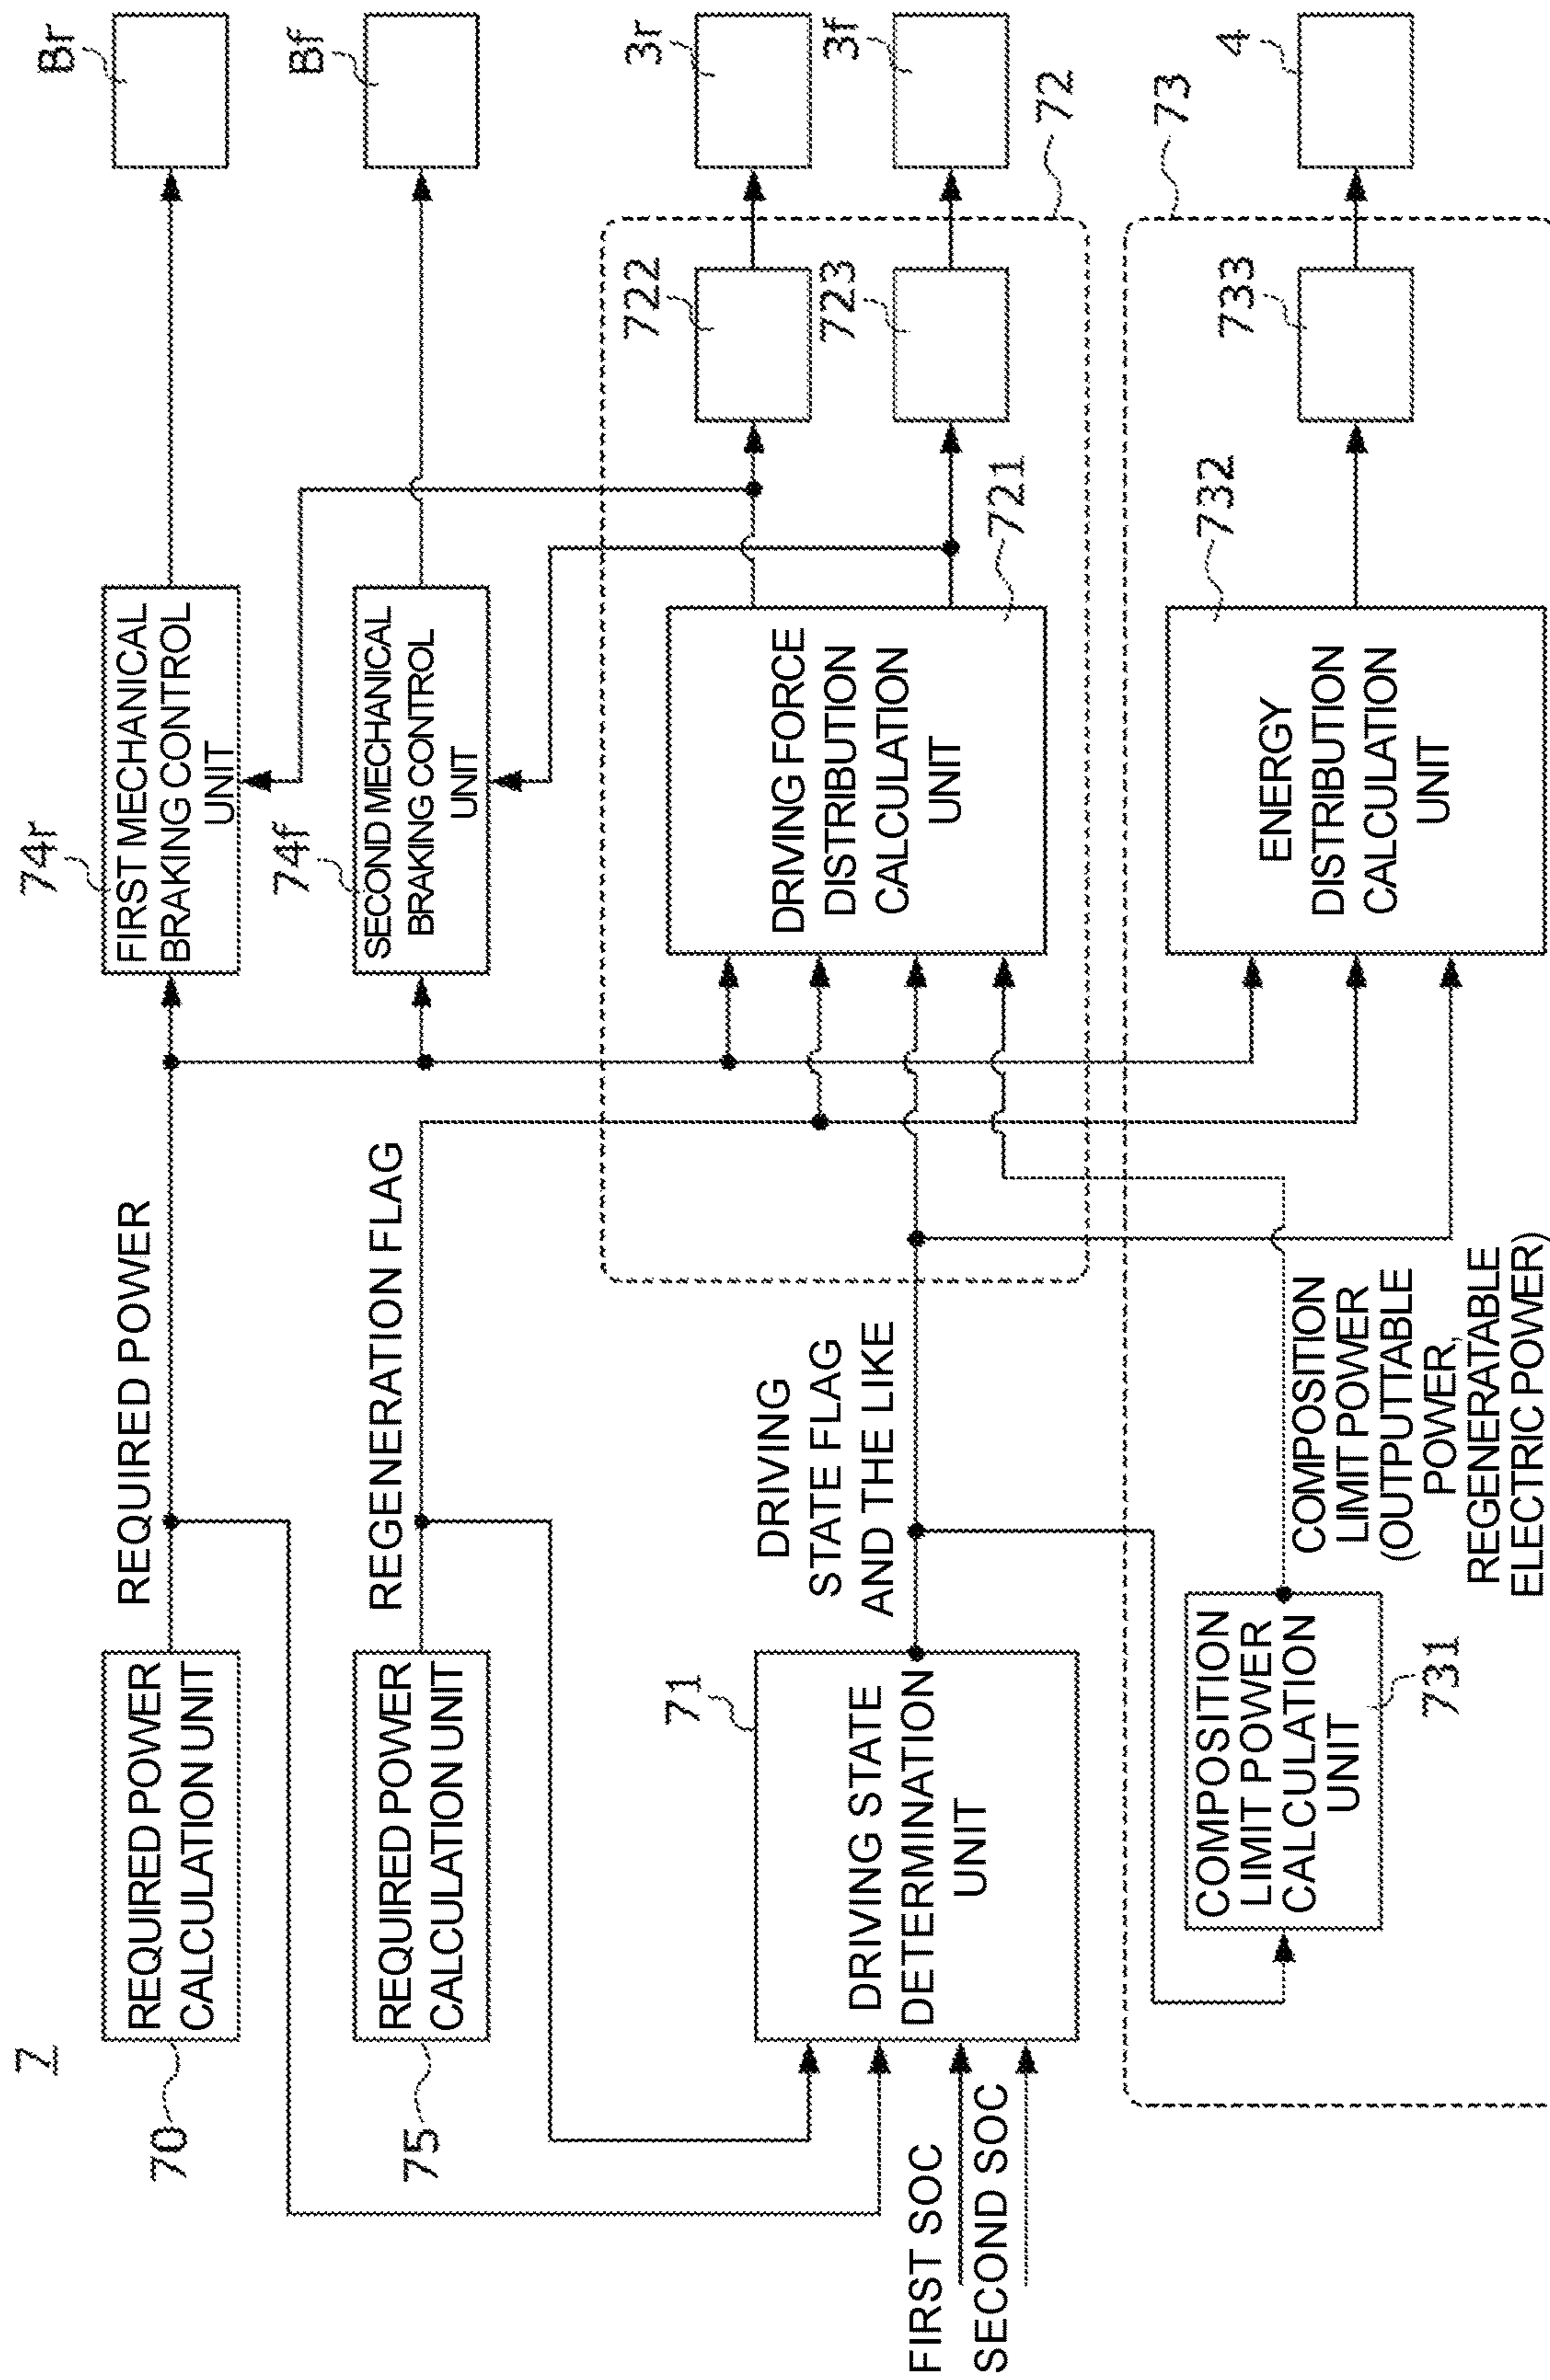 7
70
REQUIRED POWER
CALCULATION UNIT
REQUIRED POWER
74r
FIRST MECHANICAL
BRAKING CONTROL
UNIT
Br
75
REQUIRED POWER
CALCULATION UNIT
REGENERATION FLAG
74f
SECOND MECHANICAL
BRAKING CONTROL
UNIT
Bf
71
DRIVING STATE
DETERMINATION
UNIT
FIRST SOC
SECOND SOC
DRIVING
STATE FLAG
AND THE LIKE
DRIVING FORCE
DISTRIBUTION
CALCULATION
UNIT
721
722
723
3r
3f
72
73
COMPOSITION
LIMIT POWER
CALCULATION
UNIT
731
COMPOSITION
LIMIT POWER
(OUTPUTTABLE
POWER,
REGENERATABLE
ELECTRIC POWER)
ENERGY
DISTRIBUTION
CALCULATION
UNIT
732
733
4